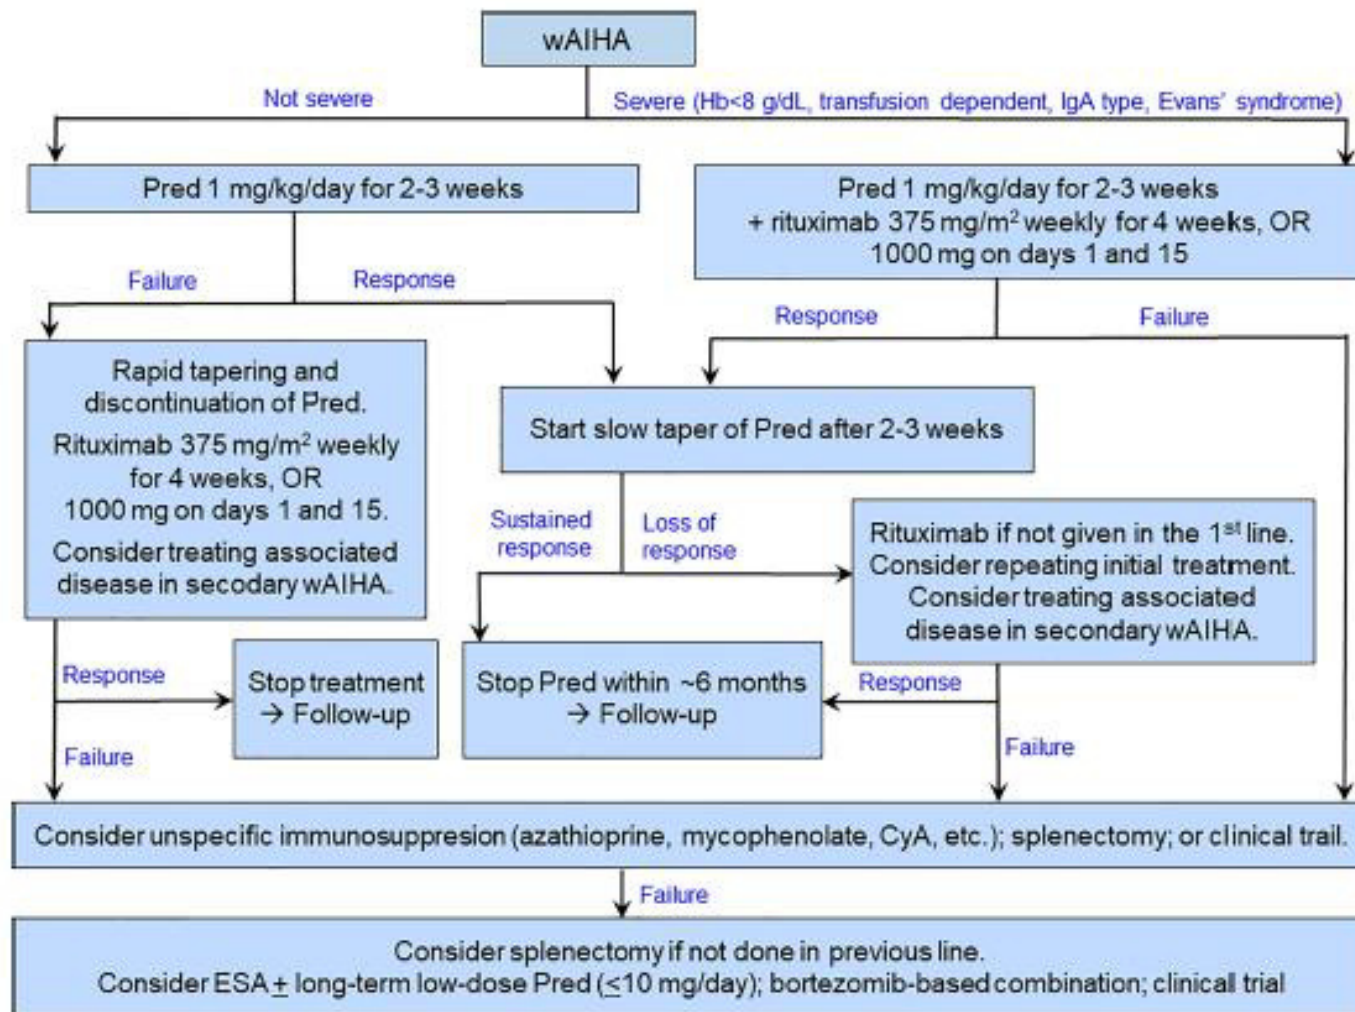 wAIHA
Not severe
Severe (Hb<8 g/dL, transfusion dependent, IgA type, Evans' syndrome)
Pred 1 mg/kg/day for 2-3 weeks
Pred 1 mg/kg/day for 2-3 weeks
+ rituximab 375 mg/m² weekly for 4 weeks, OR
1000 mg on days 1 and 15
Failure
Response
Response
Failure
Rapid tapering and
discontinuation of Pred.
Rituximab 375 mg/m² weekly
for 4 weeks, OR
1000 mg on days 1 and 15.
Consider treating associated
disease in secodary wAIHA.
Start slow taper of Pred after 2-3 weeks
Sustained
response
Loss of
response
Rituximab if not given in the 1st line.
Consider repeating initial treatment.
Consider treating associated
disease in secondary wAIHA.
Response
Stop treatment
→ Follow-up
Stop Pred within ~6 months
→ Follow-up
Response
Failure
Failure
Consider unspecific immunosuppresion (azathioprine, mycophenolate, CyA, etc.); splenectomy; or clinical trail.
Failure
Consider splenectomy if not done in previous line.
Consider ESA ± long-term low-dose Pred (≤10 mg/day); bortezomib-based combination; clinical trial